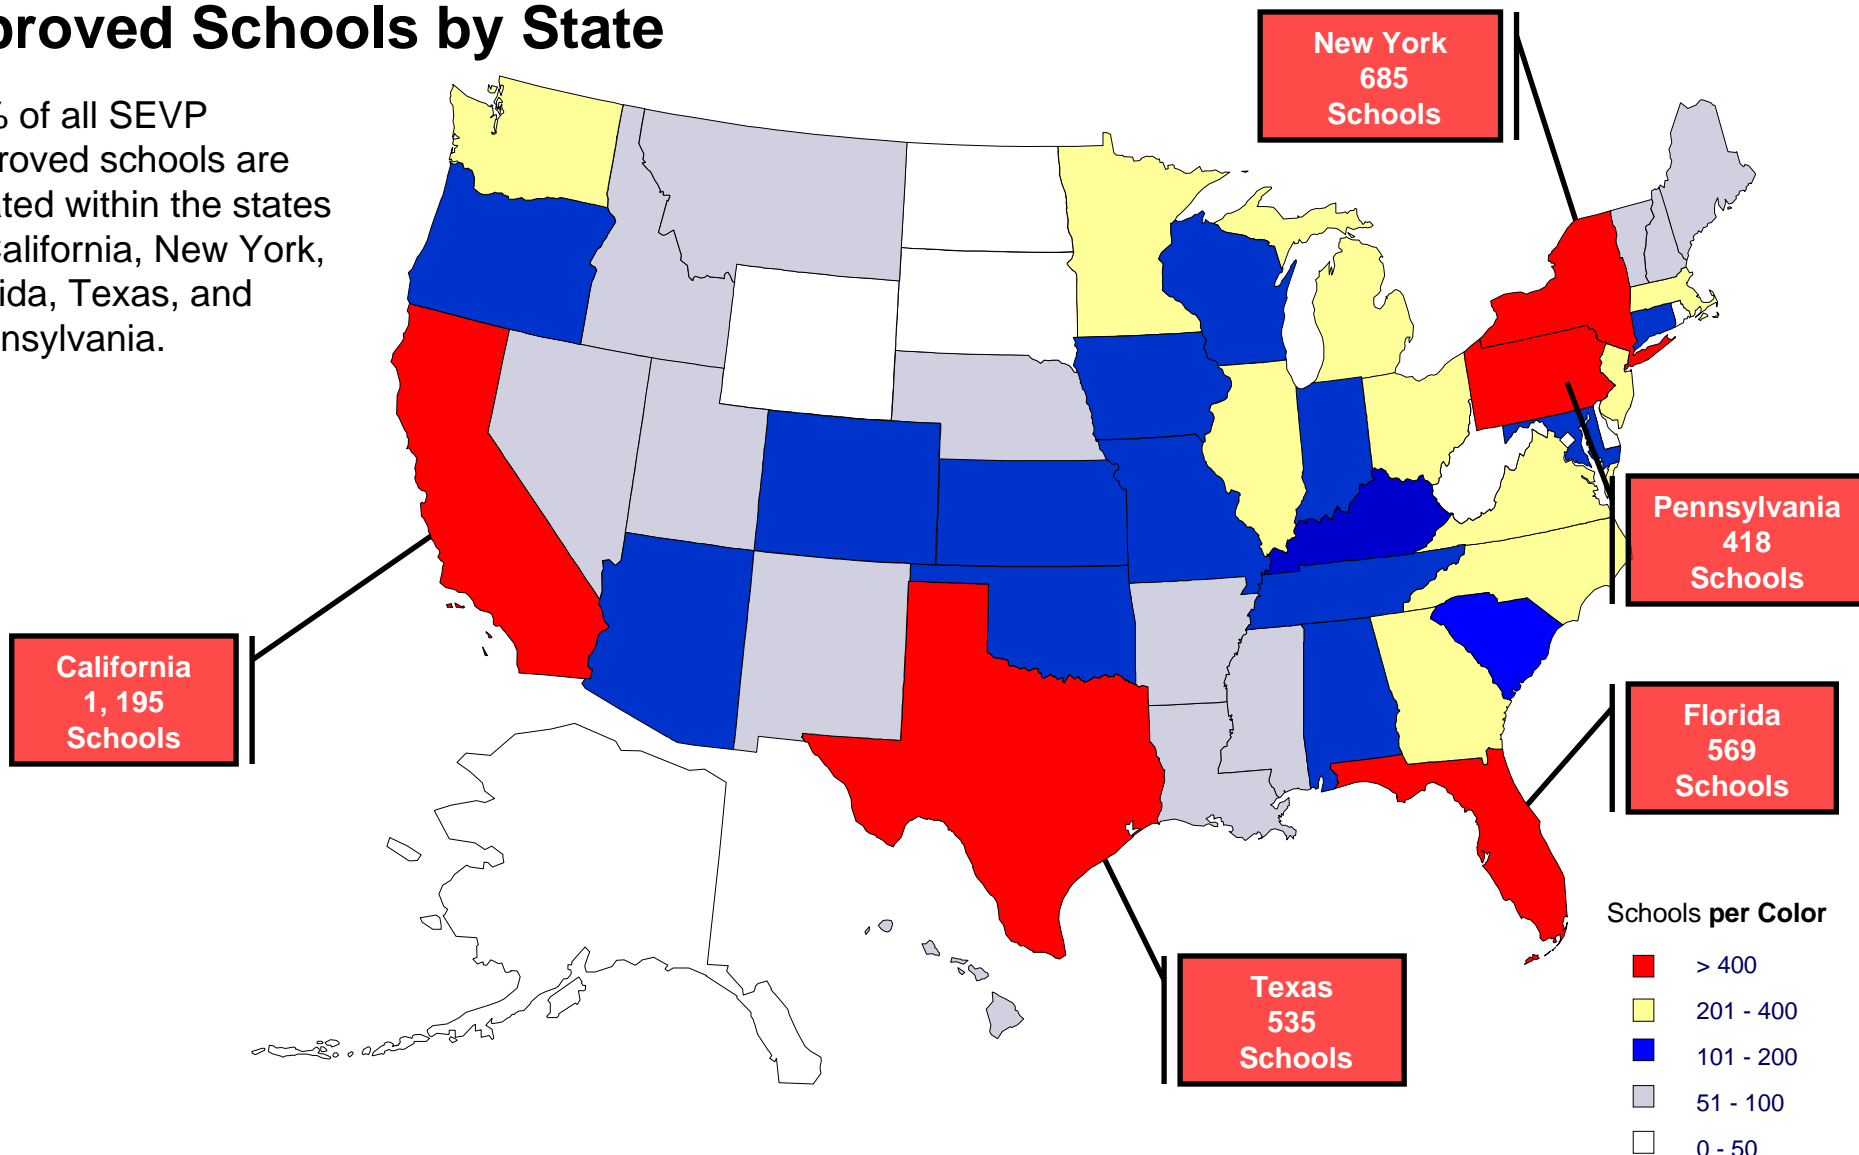 proved Schools by State
% of all SEVP
roved schools are
ated within the states
California, New York,
ida, Texas, and
nsylvania.
New York
685
Schools
Pennsylvania
418
Schools
California
1, 195
Schools
Florida
569
Schools
Texas
535
Schools
Schools per Color
> 400
201 - 400
101 - 200
51 - 100
0 - 50